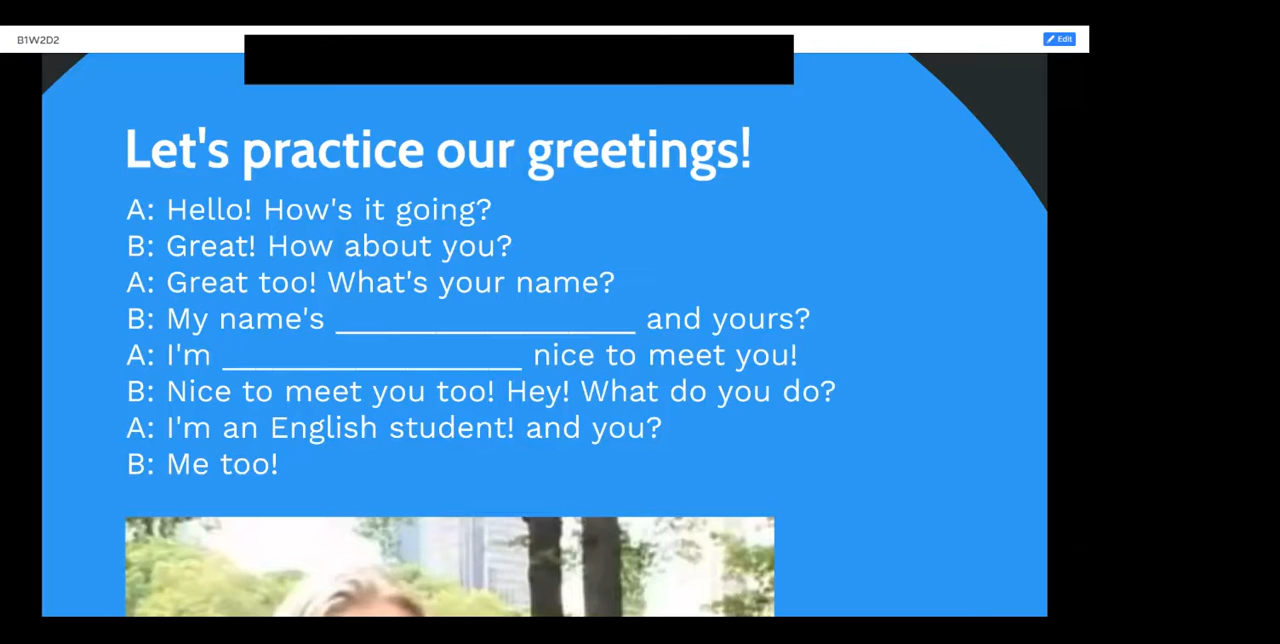 B1W2D2
Edit
Let's practice our greetings!
A: Hello! How's it going?
B: Great! How about you?
A: Great too! What's your name?
B: My name's __________________ and yours?
A: I'm __________________ nice to meet you!
B: Nice to meet you too! Hey! What do you do?
A: I'm an English student! and you?
B: Me too!